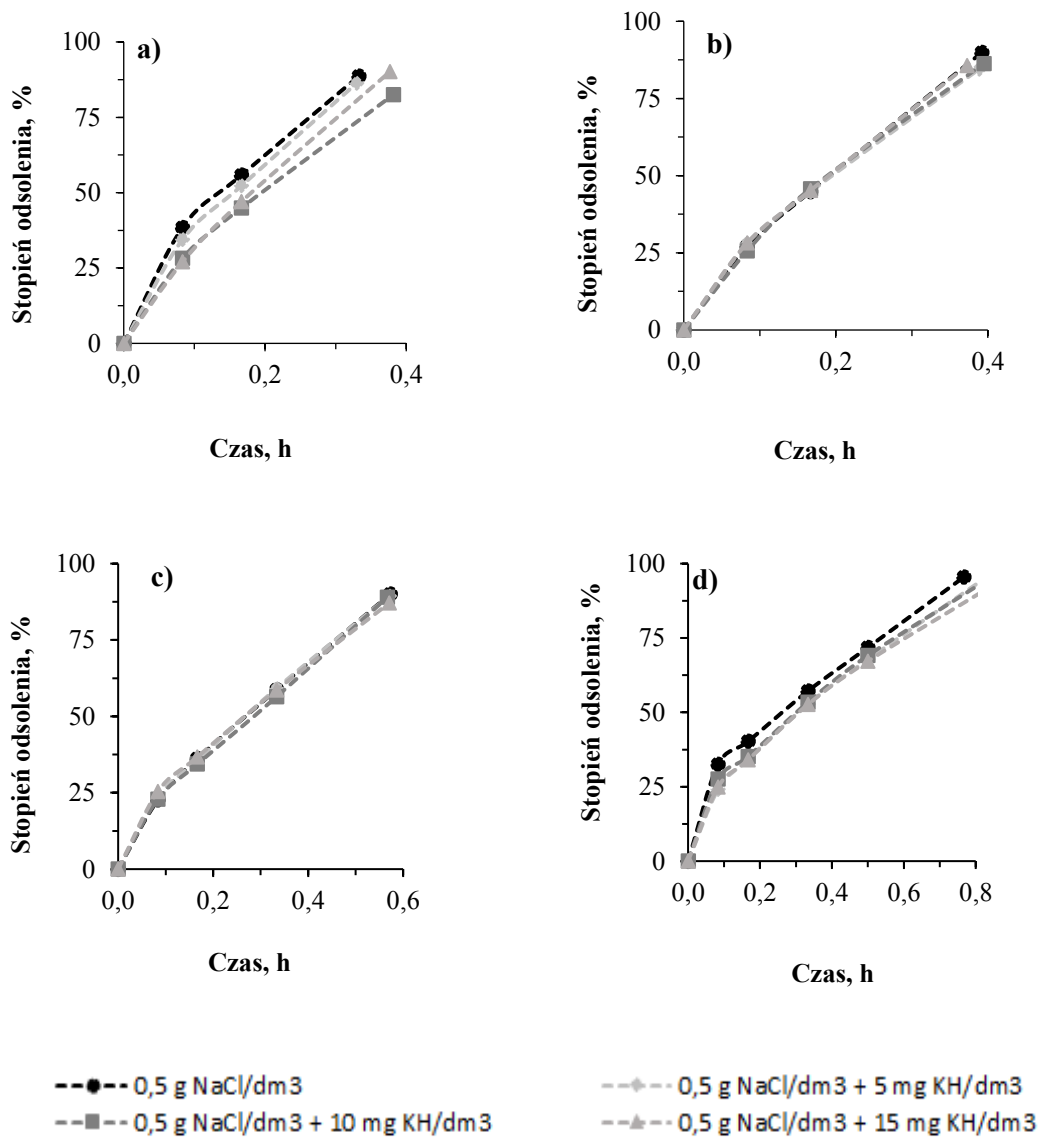 a)
Stopień odsolenia, %
100
75
50
25
0
0,0 0,2 0,4
Czas, h
b)
Stopień odsolenia, %
100
75
50
25
0
0,0 0,2 0,4
Czas, h
c)
Stopień odsolenia, %
100
75
50
25
0
0,0 0,2 0,4 0,6
Czas, h
d)
Stopień odsolenia, %
100
75
50
25
0
0,0 0,2 0,4 0,6 0,8
Czas, h
0,5 g NaCl/dm3
0,5 g NaCl/dm3 + 5 mg KH/dm3
0,5 g NaCl/dm3 + 10 mg KH/dm3
0,5 g NaCl/dm3 + 15 mg KH/dm3